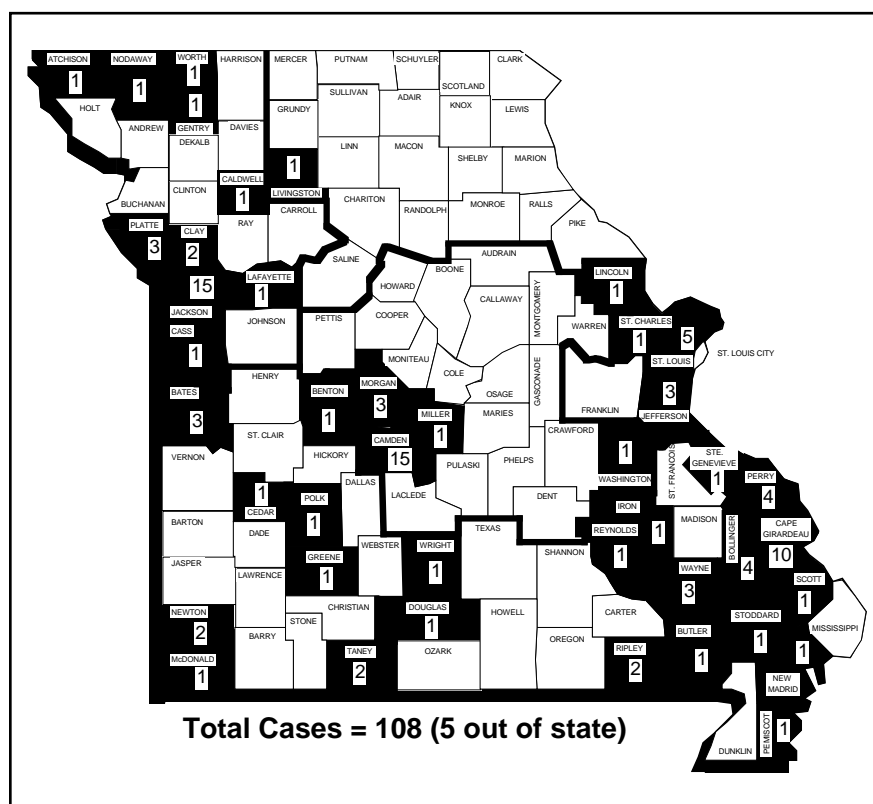 ATCHISON NODAWAY WORTH HARRISON MERCER PUTNAM SCHUYLER CLARK
1 1 1 SCOTLAND
HOLT 1 GRUNDY SULLIVAN ADAIR KNOX LEWIS
ANDREW GENTRY DAVIES
DEKALB LINN MACON SHELBY MARION
CALDWELL 1
BUCHANAN CLINTON 1 LIVINGSTON CHARITON RANDOLPH MONROE RALLS
PLATTE CLAY RAY CARROLL PIKE
3 2 SALINE AUDRAIN
15 LAFAYETTE HOWARD BOONE LINCOLN
1 CALLAWAY MONTGOMERY 1
JACKSON JOHNSON PETTIS COOPER WARREN ST. CHARLES
CASS 1 5
1 MONITEAU COLE ST. LOUIS ST. LOUIS CITY
HENRY MORGAN OSAGE GASCONADE 3
BATES BENTON 3 MILLER FRANKLIN JEFFERSON
3 1 1 MARIES CRAWFORD
ST. CLAIR CAMDEN 1 STE.
GENEVIEVE
VERNON HICKORY 15 PULASKI PHELPS WASHINGTON ST. FRANCOIS 1 PERRY
1 DALLAS LACLEDE DENT IRON 4
CEDAR POLK
BARTON DADE 1 TEXAS REYNOLDS 1 MADISON BOLLINGER CAPE
GIRARDEAU
JASPER GREENE WEBSTER WRIGHT SHANNON 1 10
LAWRENCE 1 1 WAYNE 4 SCOTT
NEWTON CHRISTIAN DOUGLAS HOWELL CARTER 3 1
2 STONE 1 BUTLER STODDARD MISSISSIPPI
BARRY TANEY OZARK OREGON RIPLEY 1 1 1
McDONALD 2 2
1 NEW
MADRID
Total Cases = 108 (5 out of state) DUNKLIN PEMISCOT 1